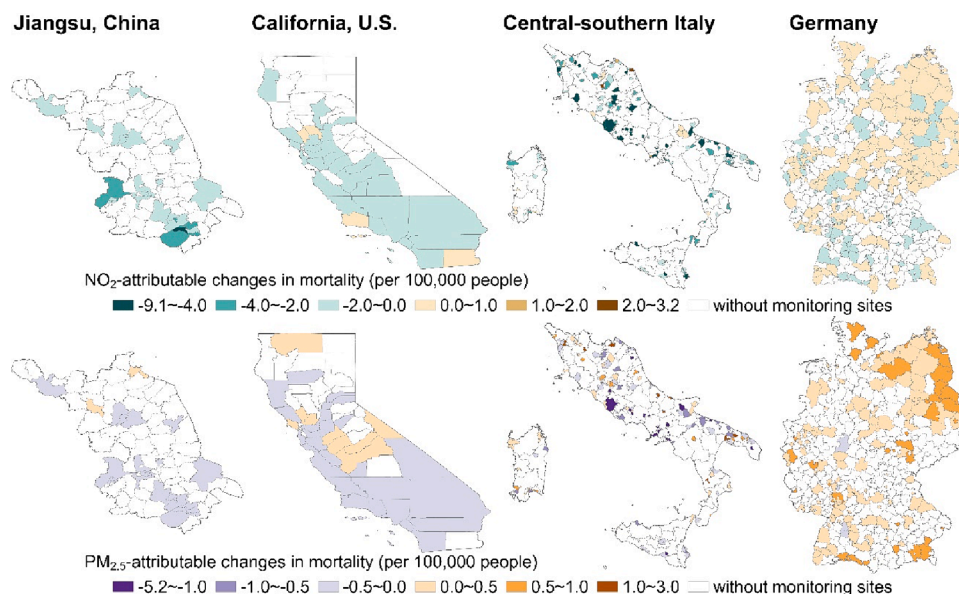 Jiangsu, China California, U.S. Central-southern Italy Germany
NO₂-attributable changes in mortality (per 100,000 people)
-9.1~-4.0 -4.0~-2.0 -2.0~0.0 0.0~1.0 1.0~2.0 2.0~3.2 without monitoring sites
PM₂.₅-attributable changes in mortality (per 100,000 people)
-5.2~-1.0 -1.0~-0.5 -0.5~0.0 0.0~0.5 0.5~1.0 1.0~3.0 without monitoring sites